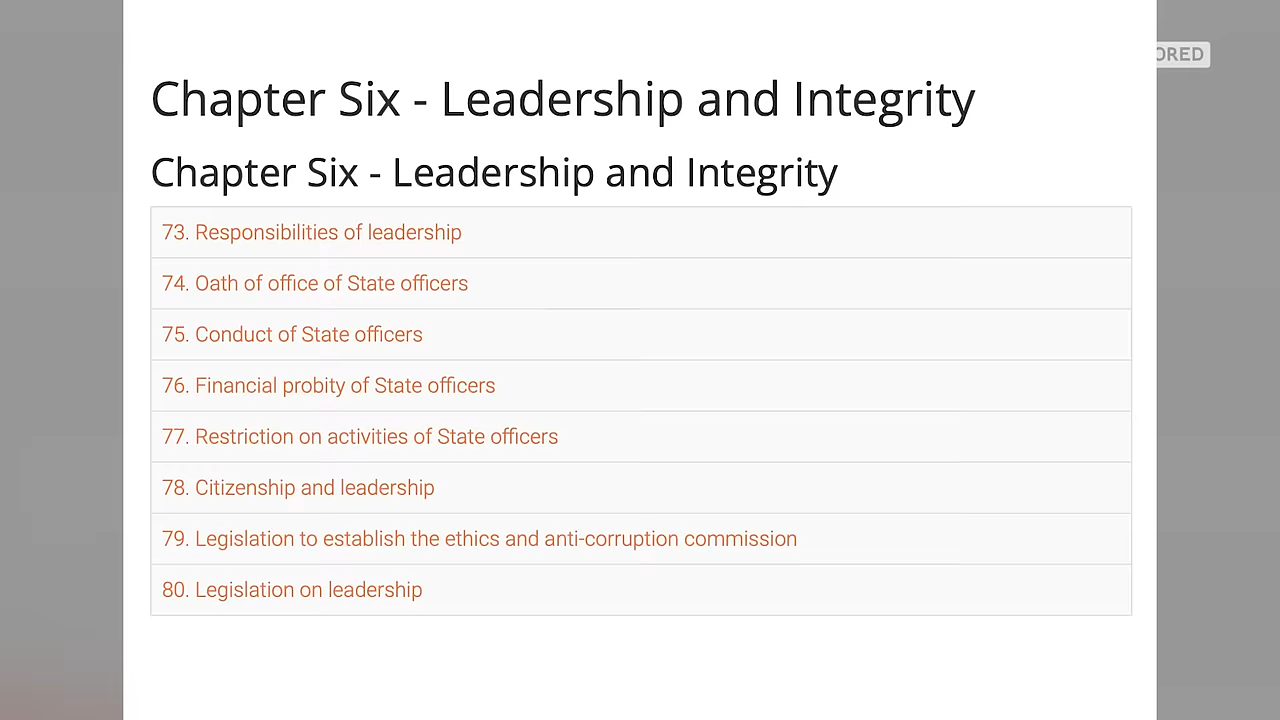 ORED
Chapter Six - Leadership and Integrity
Chapter Six - Leadership and Integrity
73. Responsibilities of leadership
74. Oath of office of State officers
75. Conduct of State officers
76. Financial probity of State officers
77. Restriction on activities of State officers
78. Citizenship and leadership
79. Legislation to establish the ethics and anti-corruption commission
80. Legislation on leadership